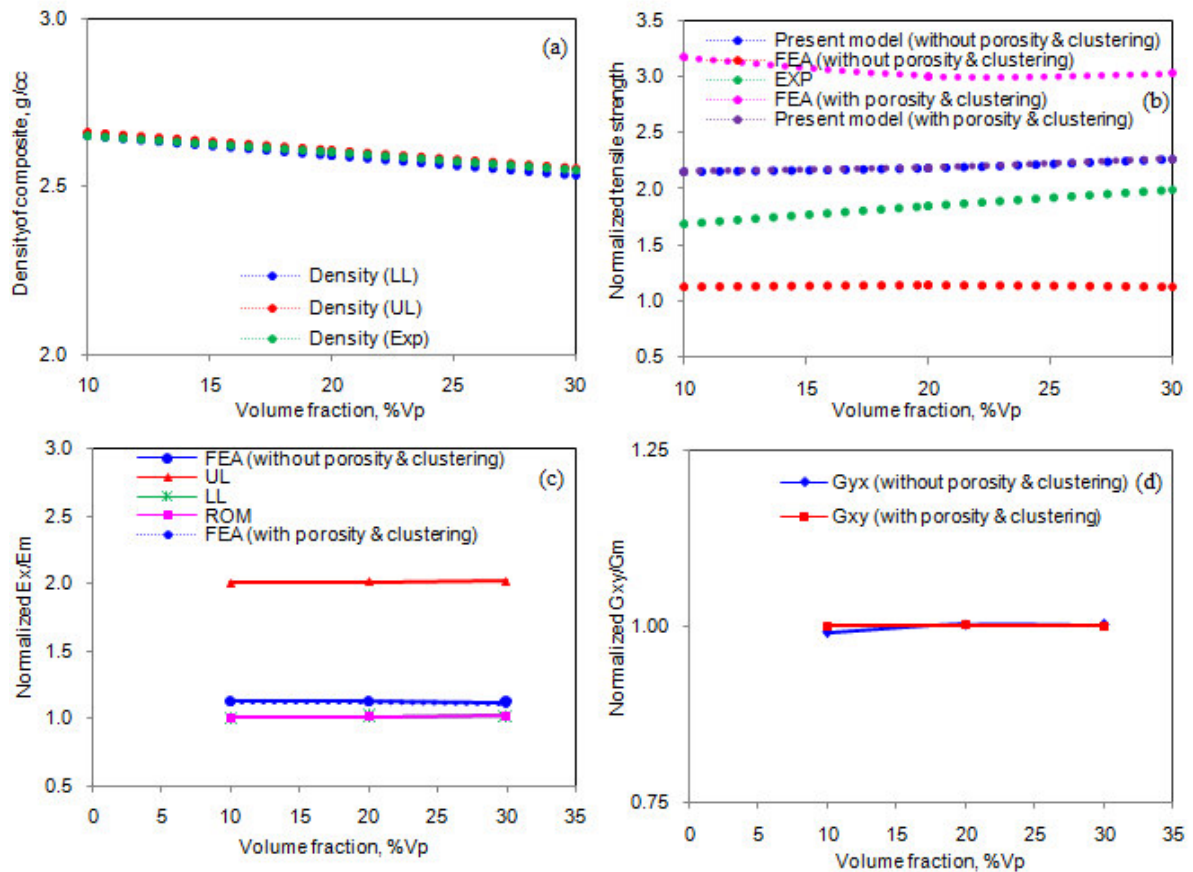 3.0
(a)
Density of composite, g/cc
2.5
Density (LL)
Density (UL)
Density (Exp)
2.0
10 15 20 25 30
Volume fraction, %Vp
3.5
Present model (without porosity & clustering)
FEA (without porosity & clustering)
EXP
FEA (with porosity & clustering)
Present model (with porosity & clustering)
(b)
Normalized tensile strength
3.0
2.5
2.0
1.5
1.0
0.5
10 15 20 25 30
Volume fraction, %Vp
3.0
FEA (without porosity & clustering)
UL
LL
ROM
FEA (with porosity & clustering)
(c)
Normalized Ex/Em
2.5
2.0
1.5
1.0
0.5
0 5 10 15 20 25 30 35
Volume fraction, %Vp
1.25
Gyx (without porosity & clustering) (d)
Gxy (with porosity & clustering)
Normalized Gxy/Gm
1.00
0.75
0 5 10 15 20 25 30 35
Volume fraction, %Vp